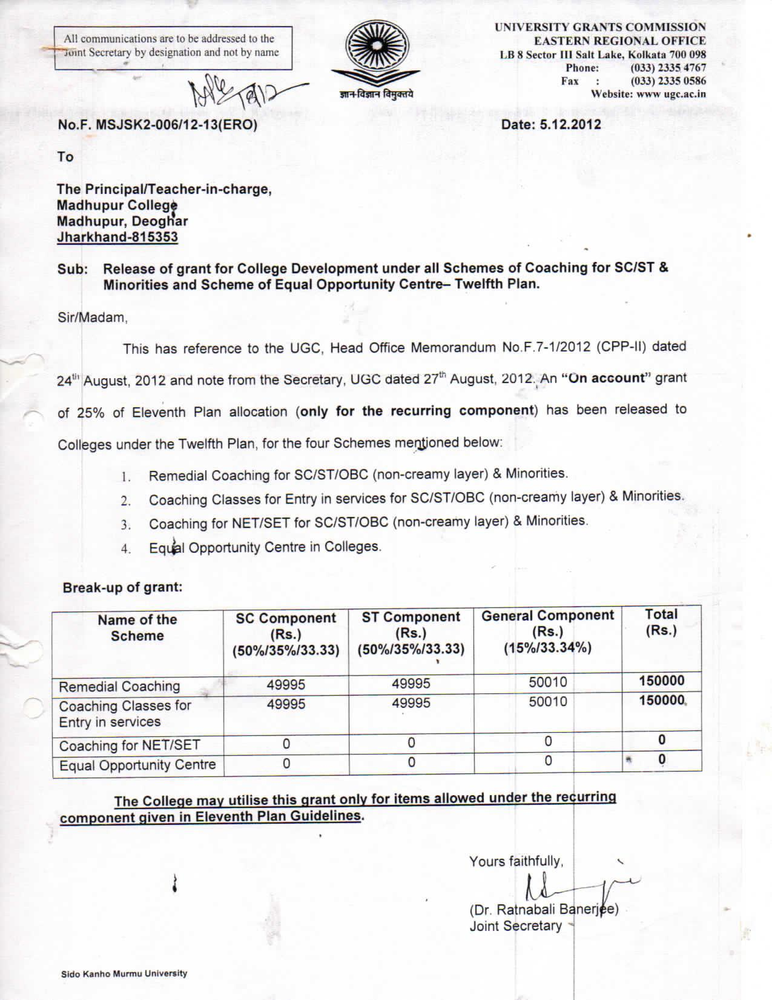 All communications are to be addressed to the
Joint Secretary by designation and not by name
ज्ञान-विज्ञान विमुक्तये
UNIVERSITY GRANTS COMMISSION
EASTERN REGIONAL OFFICE
LB 8 Sector III Salt Lake, Kolkata 700 098
Phone: (033) 2335 4767
Fax : (033) 2335 0586
Website: www ugc.ac.in
No.F. MSJSK2-006/12-13(ERO) Date: 5.12.2012
To
The Principal/Teacher-in-charge,
Madhupur College
Madhupur, Deoghar
Jharkhand-815353
Sub: Release of grant for College Development under all Schemes of Coaching for SC/ST &
Minorities and Scheme of Equal Opportunity Centre– Twelfth Plan.
Sir/Madam,
This has reference to the UGC, Head Office Memorandum No.F.7-1/2012 (CPP-II) dated
24th August, 2012 and note from the Secretary, UGC dated 27th August, 2012. An “On account” grant
of 25% of Eleventh Plan allocation (only for the recurring component) has been released to
Colleges under the Twelfth Plan, for the four Schemes mentioned below:
1. Remedial Coaching for SC/ST/OBC (non-creamy layer) & Minorities.
2. Coaching Classes for Entry in services for SC/ST/OBC (non-creamy layer) & Minorities.
3. Coaching for NET/SET for SC/ST/OBC (non-creamy layer) & Minorities.
4. Equal Opportunity Centre in Colleges.
Break-up of grant:
Name of the SC Component ST Component General Component Total
Scheme (Rs.) (Rs.) (Rs.) (Rs.)
(50%/35%/33.33) (50%/35%/33.33) (15%/33.34%)
Remedial Coaching 49995 49995 50010 150000
Coaching Classes for 49995 49995 50010 150000
Entry in services
Coaching for NET/SET 0 0 0 0
Equal Opportunity Centre 0 0 0 0
The College may utilise this grant only for items allowed under the recurring
component given in Eleventh Plan Guidelines.
Yours faithfully,
(Dr. Ratnabali Banerjee)
Joint Secretary
Sido Kanho Murmu University